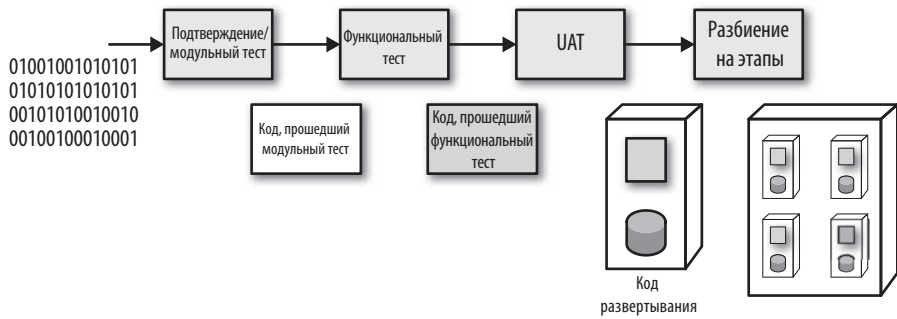 Подтверждение/
модульный тест
Функциональный
тест
UAT
Разбиение
на этапы
01001001010101
01010101010101
00101010010010
00100100010001
Код, прошедший
модульный тест
Код, прошедший
функциональный
тест
Код
развертывания